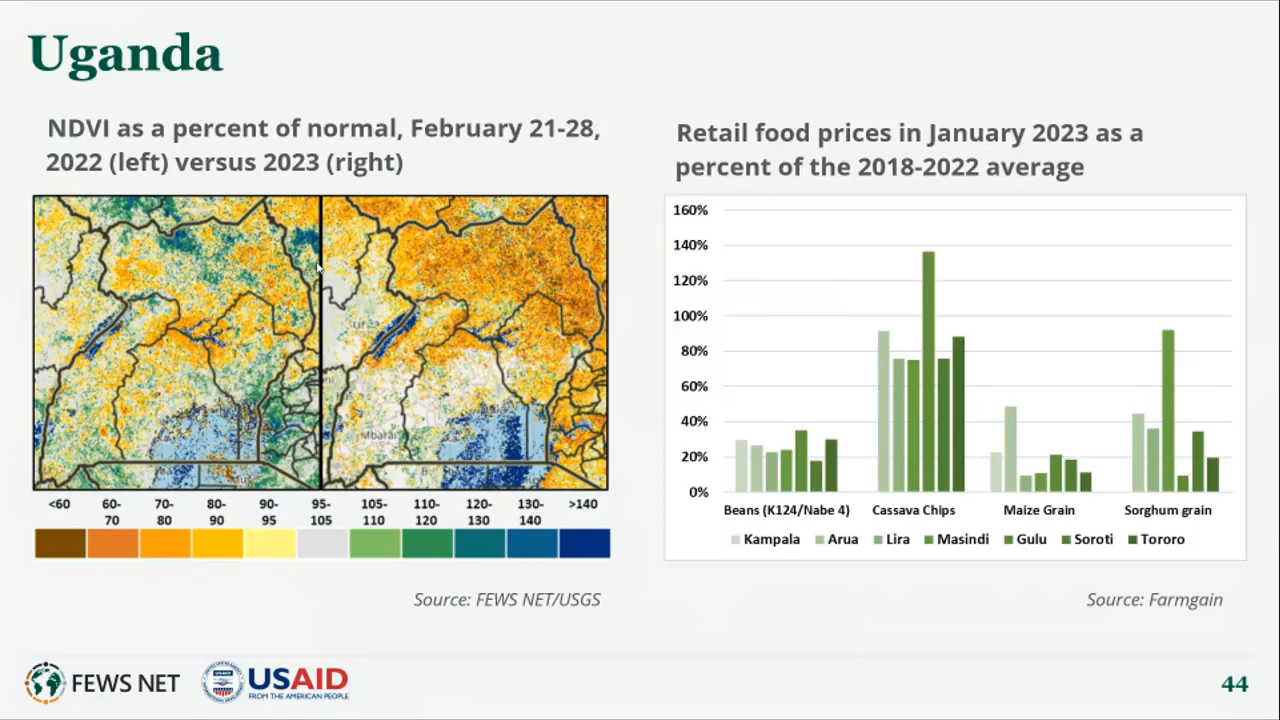 Uganda
NDVI as a percent of normal, February 21-28,
2022 (left) versus 2023 (right)
<60 60-70 70-80 80-90 90-95 95-105 105-110 110-120 120-130 130-140 >140
Source: FEWS NET/USGS
Retail food prices in January 2023 as a
percent of the 2018-2022 average
160%
140%
120%
100%
80%
60%
40%
20%
0%
Beans (K124/Nabe 4) Cassava Chips Maize Grain Sorghum grain
Kampala Arua Lira Masindi Gulu Soroti Tororo
Source: Farmgain
FEWS NET
USAID
FROM THE AMERICAN PEOPLE
44